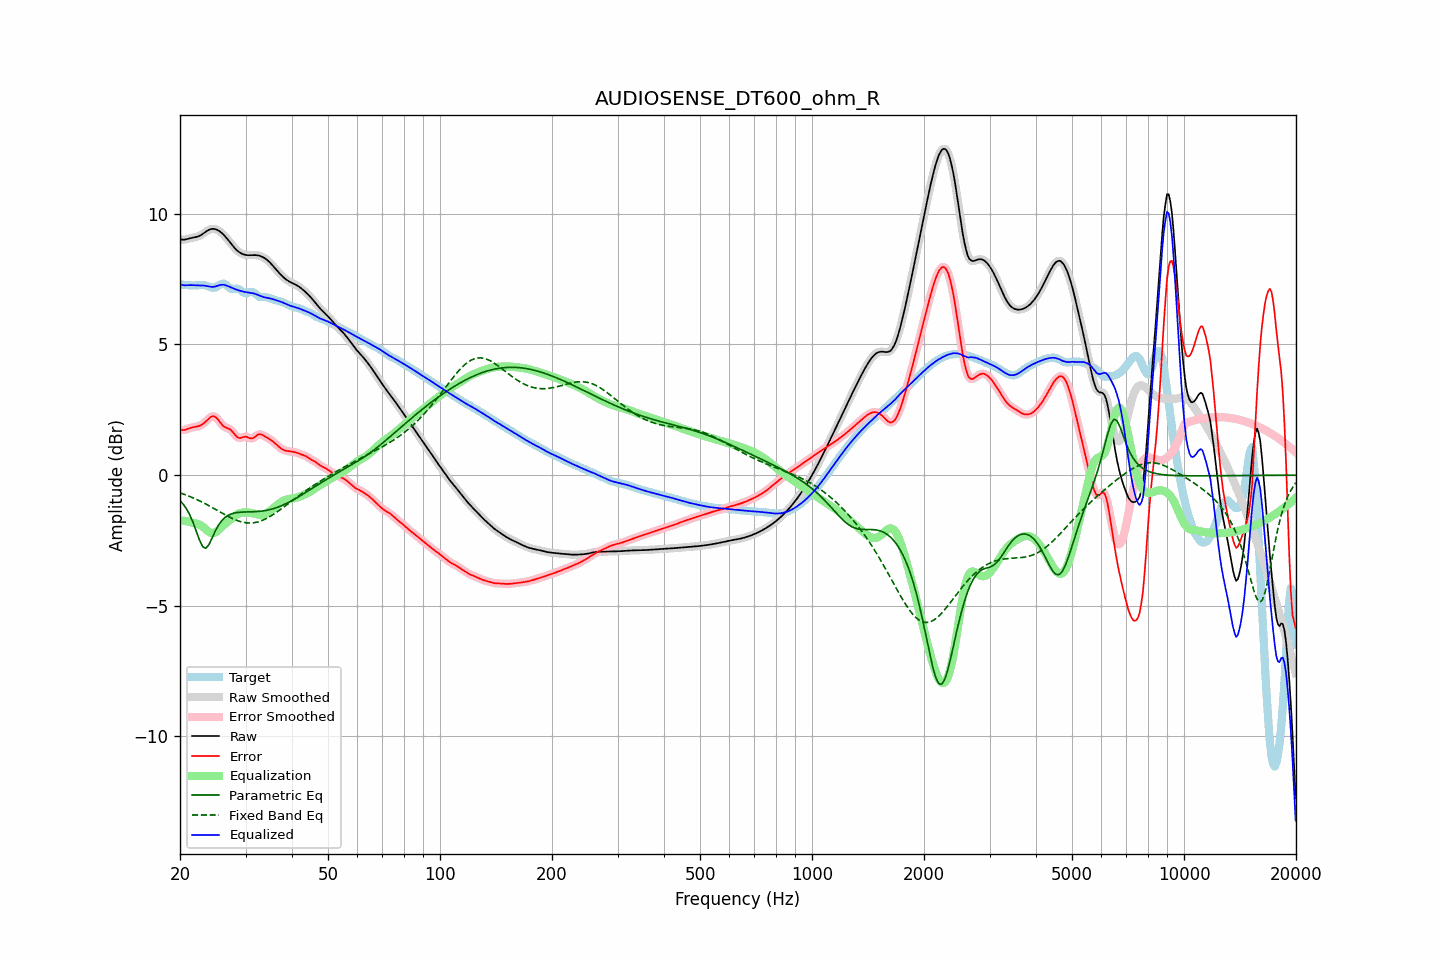 AUDIOSENSE_DT600_ohm_R
Amplitude (dBr)
10
5
0
−5
−10
Target
Raw Smoothed
Error Smoothed
Raw
Error
Equalization
Parametric Eq
Fixed Band Eq
Equalized
20 50 100 200 500 1000 2000 5000 10000 20000
Frequency (Hz)